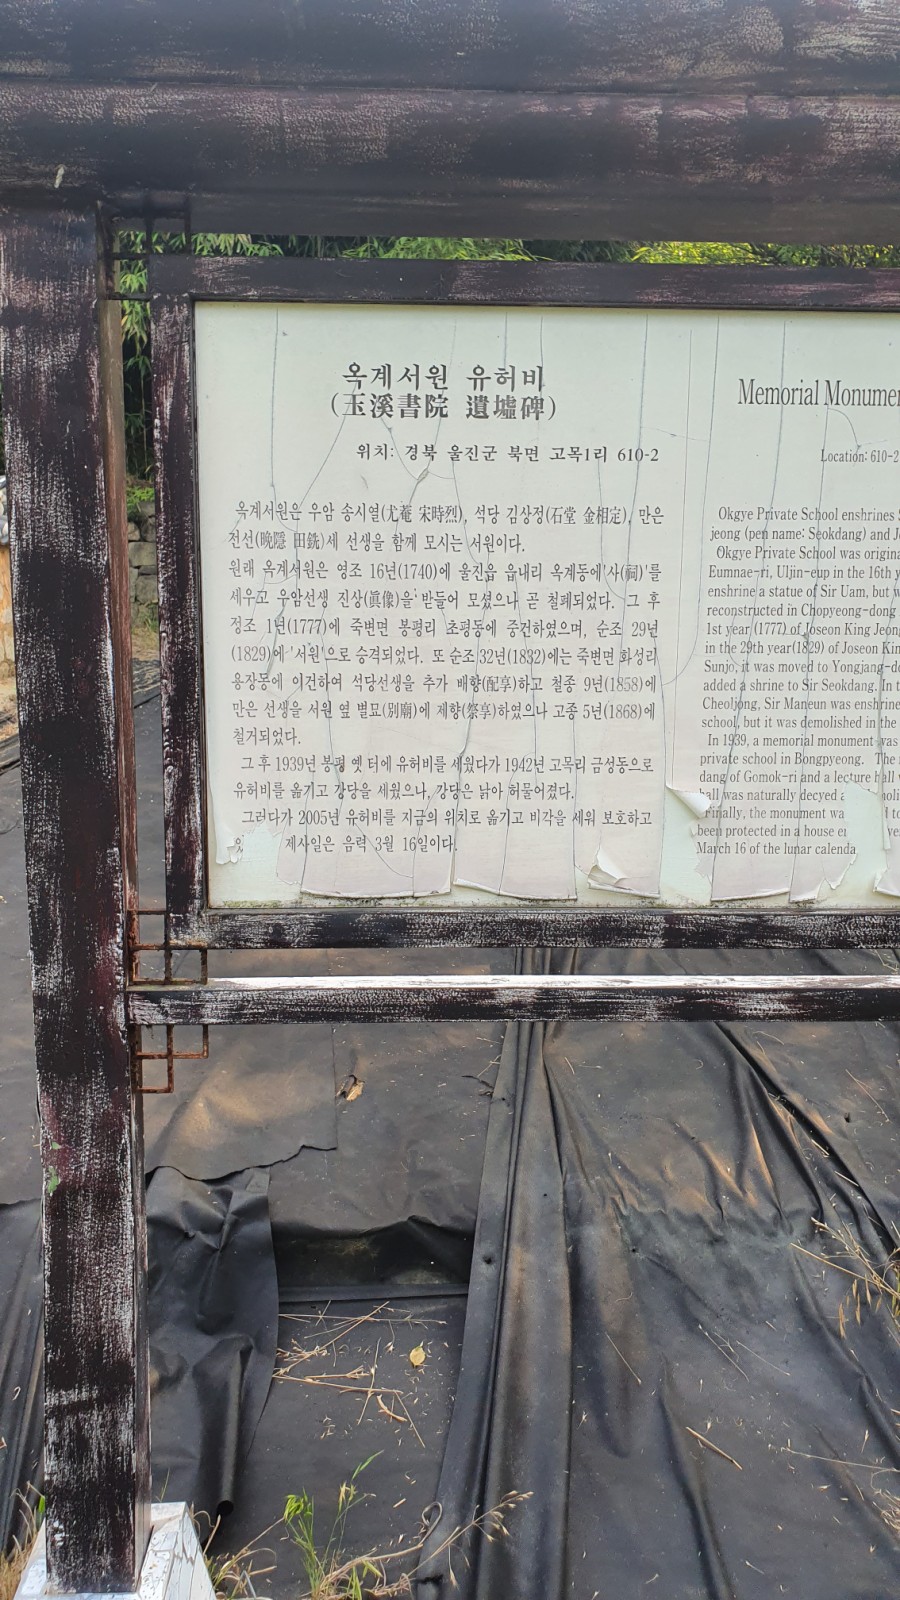 옥계서원 유허비
(玉溪書院 遺墟碑)
위치: 경북 울진군 북면 고목1리 610-2
옥계서원은 우암 송시열(尤菴 宋時烈), 석당 김상정(石堂 金相定), 만은
전선(晩隱 田銑)세 선생을 함께 모시는 서원이다.
원래 옥계서원은 영조 16년(1740)에 울진읍 읍내리 옥계동에'사(祠)'를
세우고 우암선생 진상(眞像)을 받들어 모셨으나 곧 철폐되었다. 그 후
정조 1년(1777)에 죽변면 봉평리 초평동에 중건하였으며, 순조 29년
(1829)에 '서원'으로 승격되었다. 또 순조 32년(1832)에는 죽변면 화성리
용장동에 이건하여 석당선생을 추가 배향(配享)하고 철종 9년(1858)에
만은 선생을 서원 옆 별묘(別廟)에 제향(祭享)하였으나 고종 5년(1868)에
철거되었다.
그 후 1939년 봉평 옛 터에 유허비를 세웠다가 1942년 고목리 금성동으로
유허비를 옮기고 강당을 세웠으나, 강당은 낡아 허물어졌다.
그러다가 2005년 유허비를 지금의 위치로 옮기고 비각을 세워 보호하고
제사일은 음력 3월 16일이다.
Memorial Monumen
Location: 610-2
Okgye Private School enshrines
jeong (pen name: Seokdang) and
Okgye Private School was origina
Eumnae-ri, Uljin-eup in the 16th y
enshrine a statue of Sir Uam, but w
reconstructed in Chopyeong-dong
1st year (1777) of Joseon King Jeong
in the 29th year(1829) of Joseon Kin
Sunjo, it was moved to Yongjang-do
added a shrine to Sir Seokdang. In t
Cheoljong, Sir Maneun was enshrine
school, but it was demolished in the
In 1939, a memorial monument was
private school in Bongpyeong. The
dang of Gomok-ri and a lecture hall
hall was naturally decyed
Finally, the monument wa to
been protected in a house
March 16 of the lunar calenda